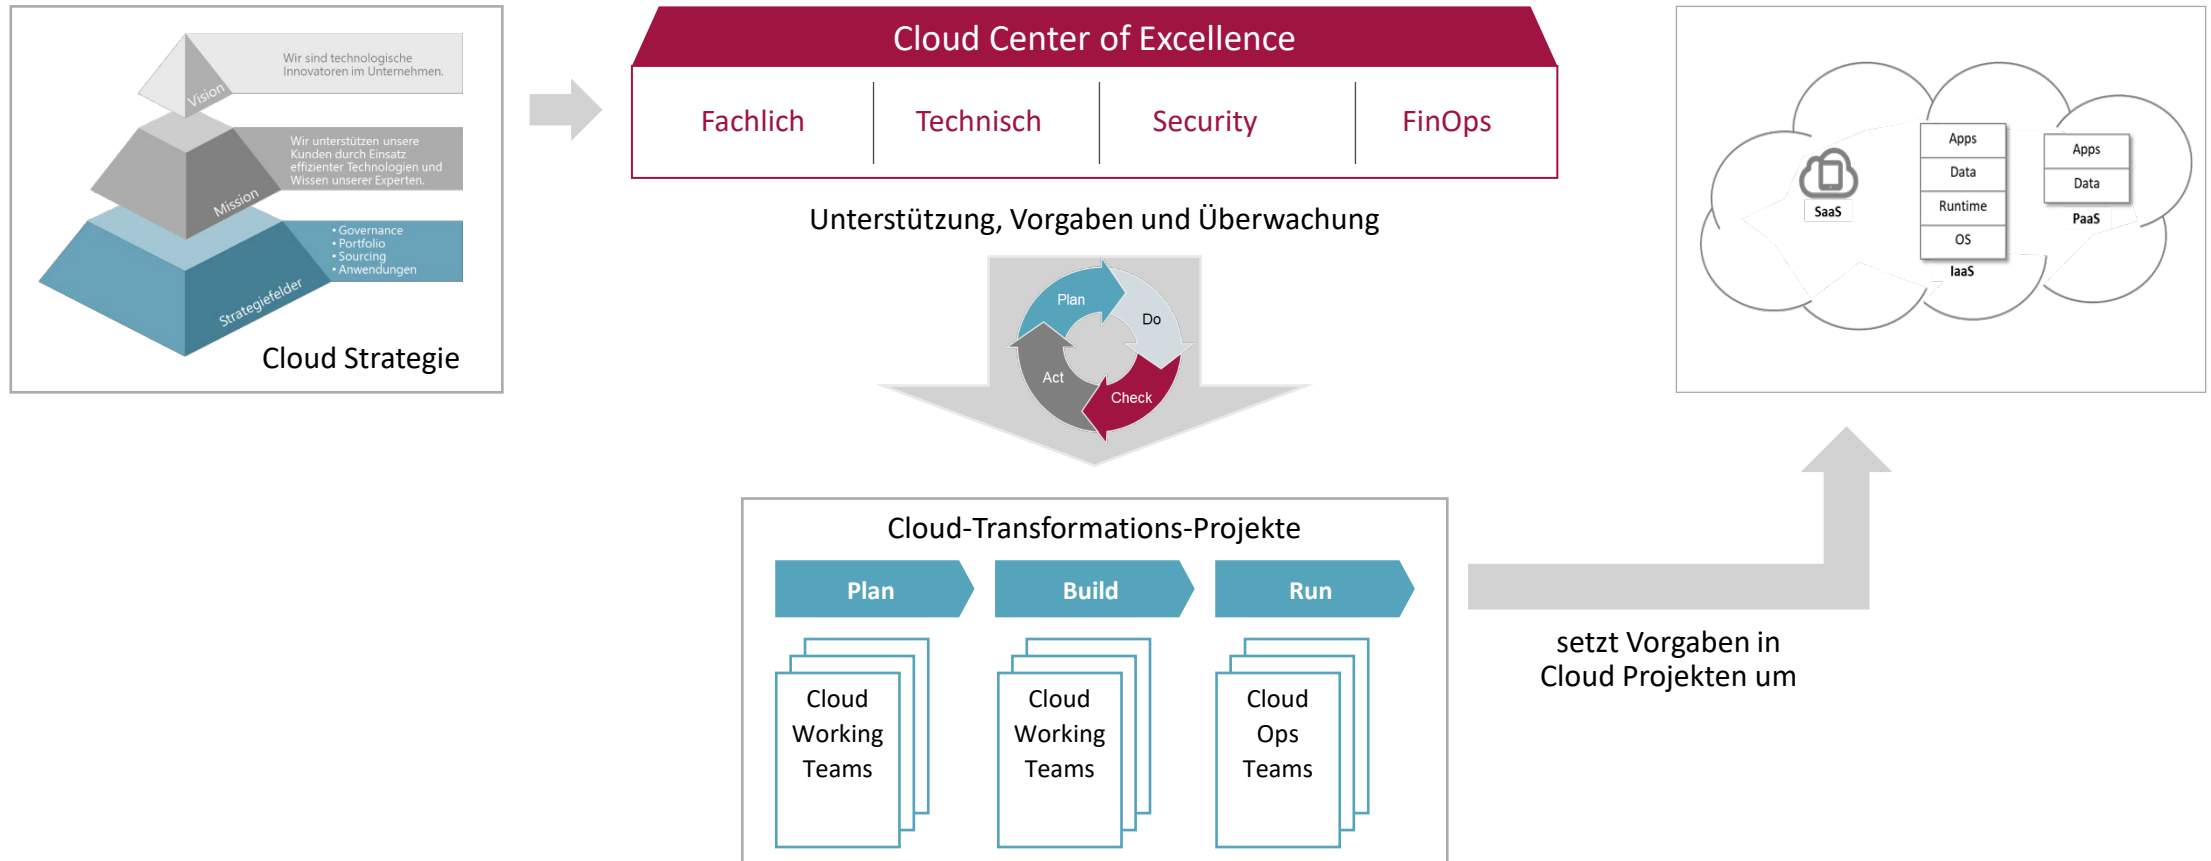 Wir sind technologische
Innovatoren im Unternehmen.
Vision
Wir unterstützen unsere
Kunden durch Einsatz
effizienter Technologien und
Wissen unserer Experten.
Mission
• Governance
• Portfolio
• Sourcing
• Anwendungen
Strategiefelder
Cloud Strategie
Cloud Center of Excellence
Fachlich
Technisch
Security
FinOps
Unterstützung, Vorgaben und Überwachung
Plan
Do
Check
Act
Cloud-Transformations-Projekte
Plan
Build
Run
Cloud
Working
Teams
Cloud
Working
Teams
Cloud
Ops
Teams
setzt Vorgaben in
Cloud Projekten um
SaaS
Apps
Data
Runtime
OS
IaaS
Apps
Data
PaaS